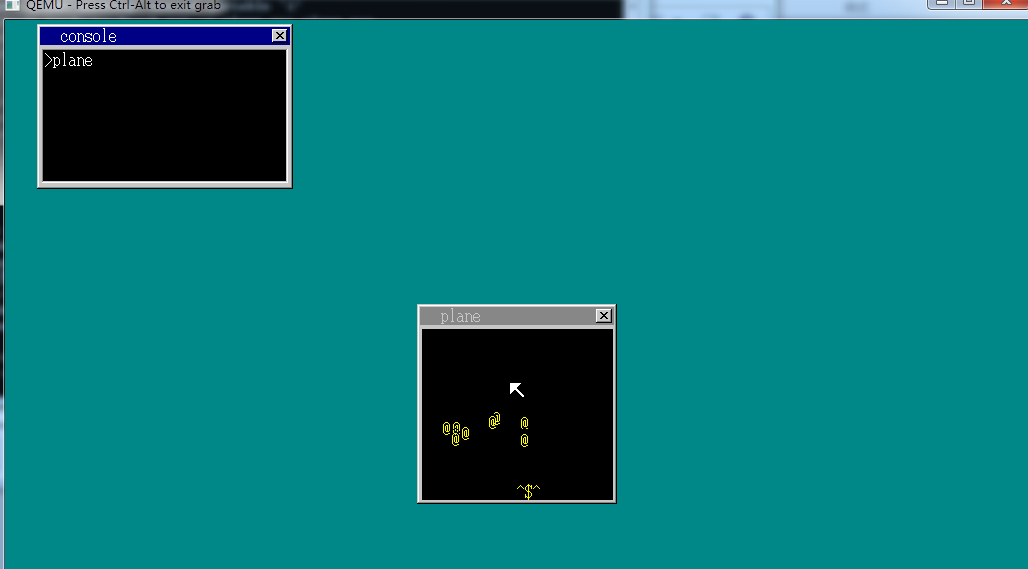 QEMU - Press Ctrl-Alt to exit grab
console
>plane
plane
@ @
@ @ @ @
@ @ @
^$^